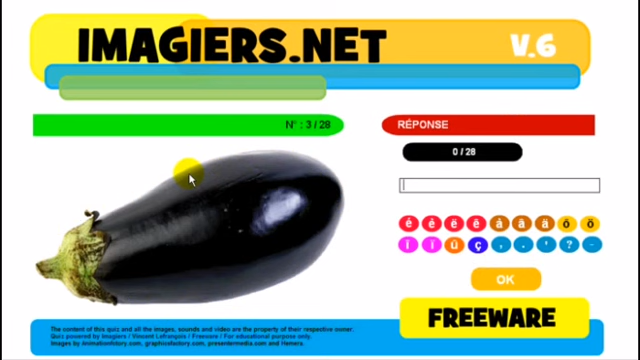 IMAGIERS.NET
V.6
N° : 3 / 28
RÉPONSE
0 / 28
é è ê ë à â ä ô ö
î ï ü ç , . ' ? -
OK
FREEWARE
The content of this quiz and all the images, sounds and video are the property of their respective owner.
Quiz powered by Imagiers / Vincent Lefrançois / Freeware / For educational purpose only.
Images by Animationfstory.com, graphicsfactory.com, presentermedia.com and Hemera.